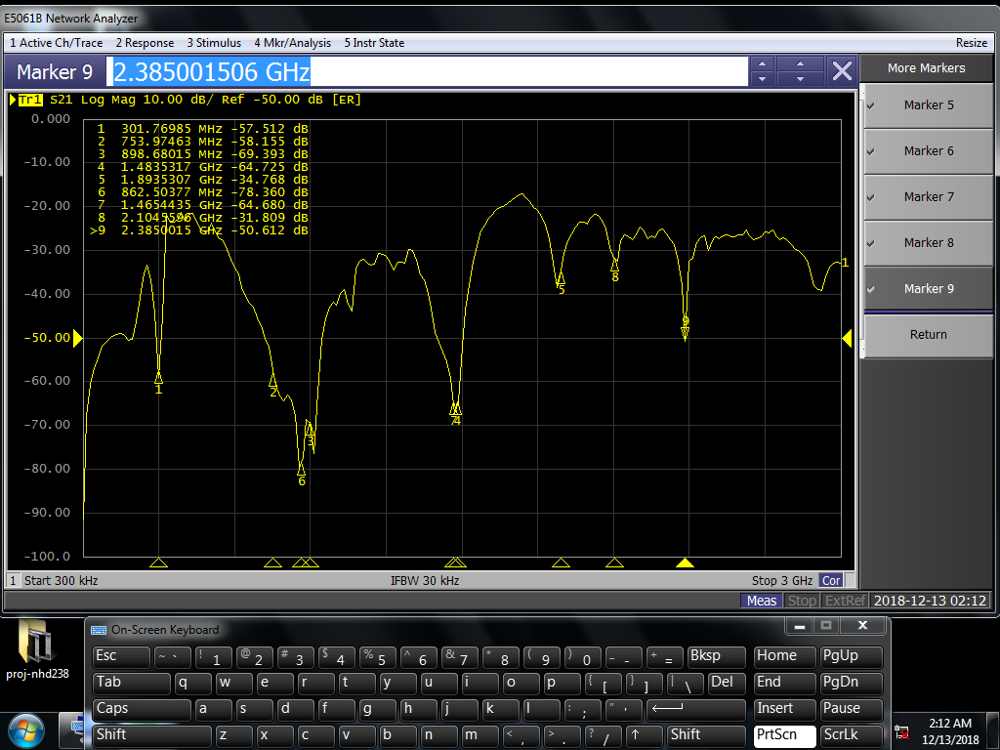 E5061B Network Analyzer
1 Active Ch/Trace 2 Response 3 Stimulus 4 Mkr/Analysis 5 Instr State Resize
Marker 9 2.385001506 GHz More Markers
Tr1 S21 Log Mag 10.00 dB/ Ref -50.00 dB [ER]
0.000
1 301.76985 MHz -57.512 dB
2 753.97463 MHz -58.155 dB
3 898.68015 MHz -69.393 dB
4 1.4835317 GHz -64.725 dB
5 1.8935307 GHz -34.768 dB
6 862.50377 MHz -78.360 dB
7 1.4654435 GHz -64.680 dB
8 2.1045596 GHz -31.809 dB
>9 2.3850015 GHz -50.612 dB
-10.00
-20.00
-30.00
-40.00
-50.00
-60.00
-70.00
-80.00
-90.00
-100.0
1
2
3
4
5
6
7
8
9
1
Marker 5
Marker 6
Marker 7
Marker 8
Marker 9
Return
1 Start 300 kHz IFBW 30 kHz Stop 3 GHz Cor
Meas Stop ExtRef 2018-12-13 02:12
proj-nhd238
On-Screen Keyboard
Esc ~ ` ! 1 @ 2 # 3 $ 4 % 5 ^ 6 & 7 * 8 ( 9 ) 0 _ - + = Bksp Home PgUp
Tab q w e r t y u i o p { [ } ] | \ Del End PgDn
Caps a s d f g h j k l : ; " ' Insert Pause
Shift z x c v b n m < , > . ? / Shift PrtScn ScrLk
2:12 AM
12/13/2018